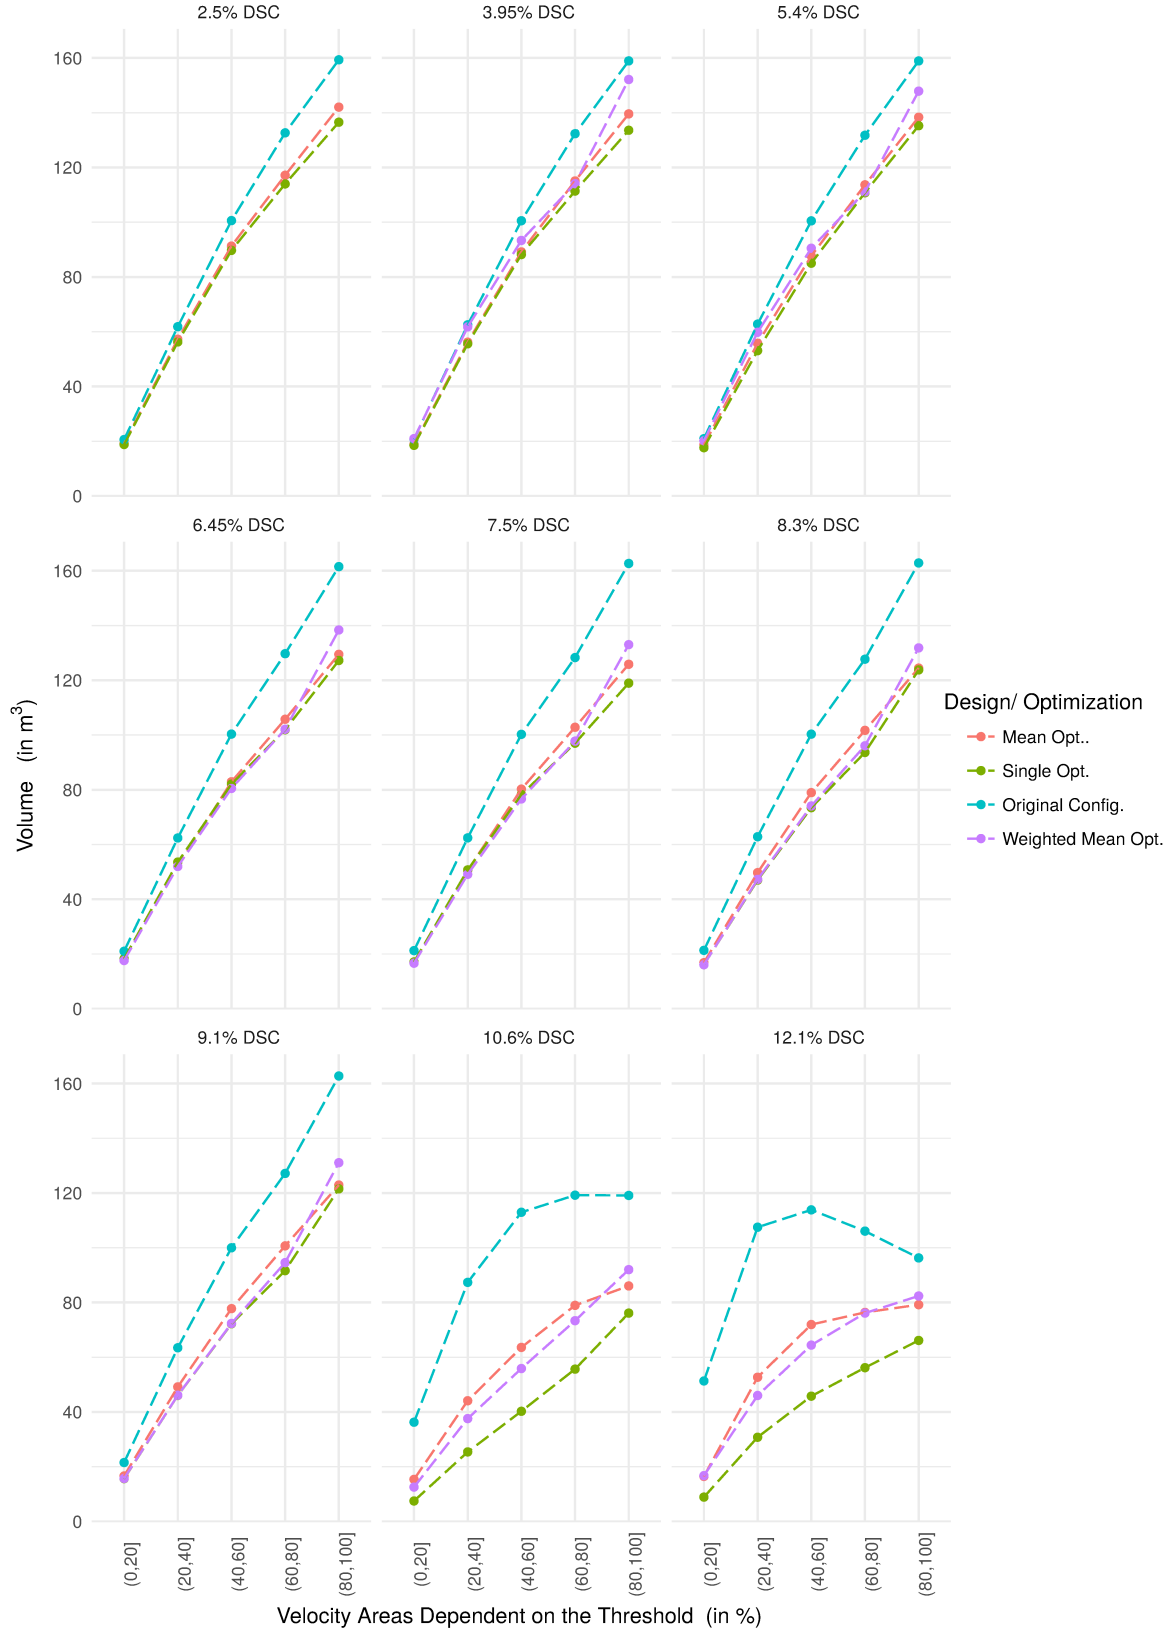 2.5% DSC
3.95% DSC
5.4% DSC
160
120
80
40
0
6.45% DSC
7.5% DSC
8.3% DSC
160
120
80
40
0
9.1% DSC
10.6% DSC
12.1% DSC
160
120
80
40
0
(0,20]
(20,40]
(40,60]
(60,80]
(80,100]
(0,20]
(20,40]
(40,60]
(60,80]
(80,100]
(0,20]
(20,40]
(40,60]
(60,80]
(80,100]
Velocity Areas Dependent on the Threshold (in %)
Volume (in m³)
Design/ Optimization
Mean Opt..
Single Opt.
Original Config.
Weighted Mean Opt.